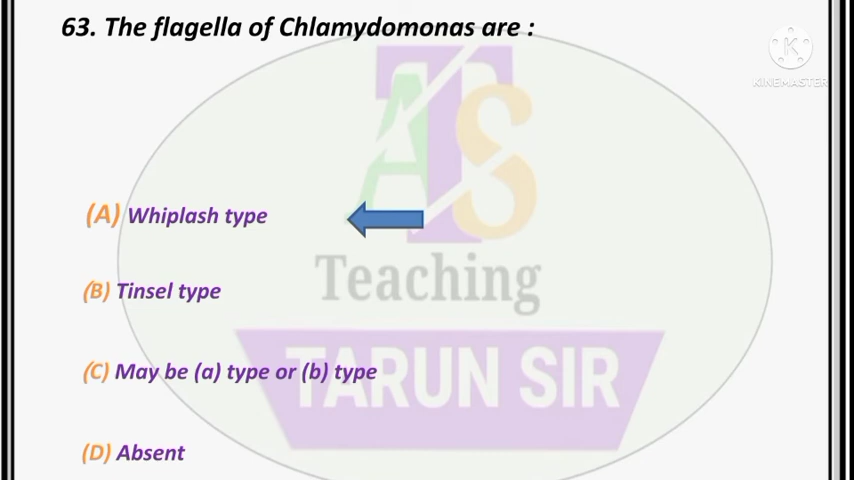 63. The flagella of Chlamydomonas are :
K
KINEMASTER
(A) Whiplash type
(B) Tinsel type
(C) May be (a) type or (b) type
(D) Absent
ATS
Teaching
TARUN SIR